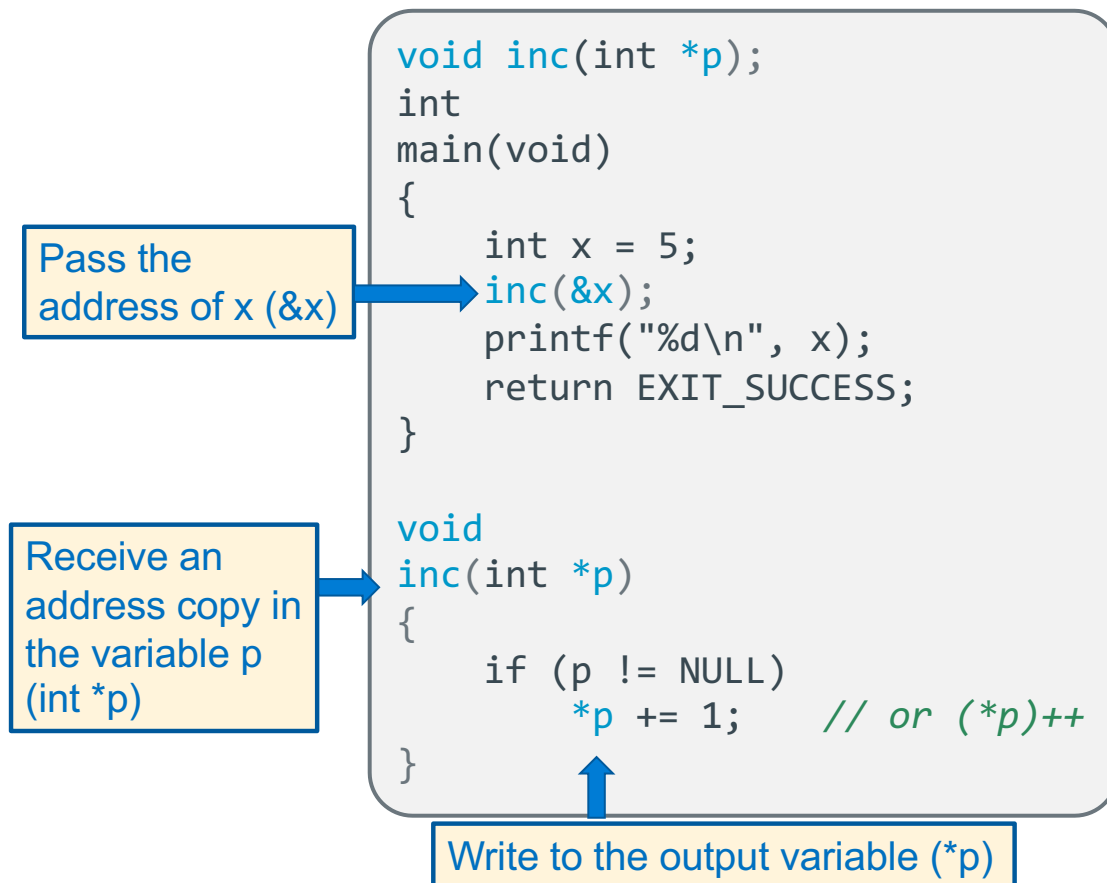 void inc(int *p);
int
main(void)
{
    int x = 5;
Pass the
address of x (&x)
    inc(&x);
    printf("%d\n", x);
    return EXIT_SUCCESS;
}
void
Receive an
address copy in
the variable p
(int *p)
inc(int *p)
{
    if (p != NULL)
        *p += 1;    // or (*p)++
}
Write to the output variable (*p)